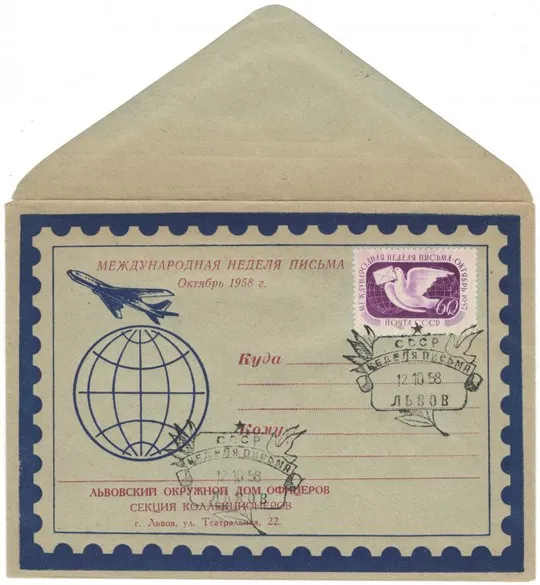 МЕЖДУНАРОДНАЯ НЕДЕЛЯ ПИСЬМА
Октябрь 1958 г.
МЕЖДУНАРОДНАЯ НЕДЕЛЯ ПИСЬМА·ОКТЯБРЬ 1957
60
ПОЧТА СССР
Куда
СССР
НЕДЕЛЯ ПИСЬМА
12.10.58
ЛЬВОВ
Кому
СССР
НЕДЕЛЯ ПИСЬМА
12.10.58
ЛЬВОВ
ЛЬВОВСКИЙ ОКРУЖНОЙ ДОМ ОФИЦЕРОВ
СЕКЦИЯ КОЛЛЕКЦИОНЕРОВ
г. Львов, ул. Театральная, 22.